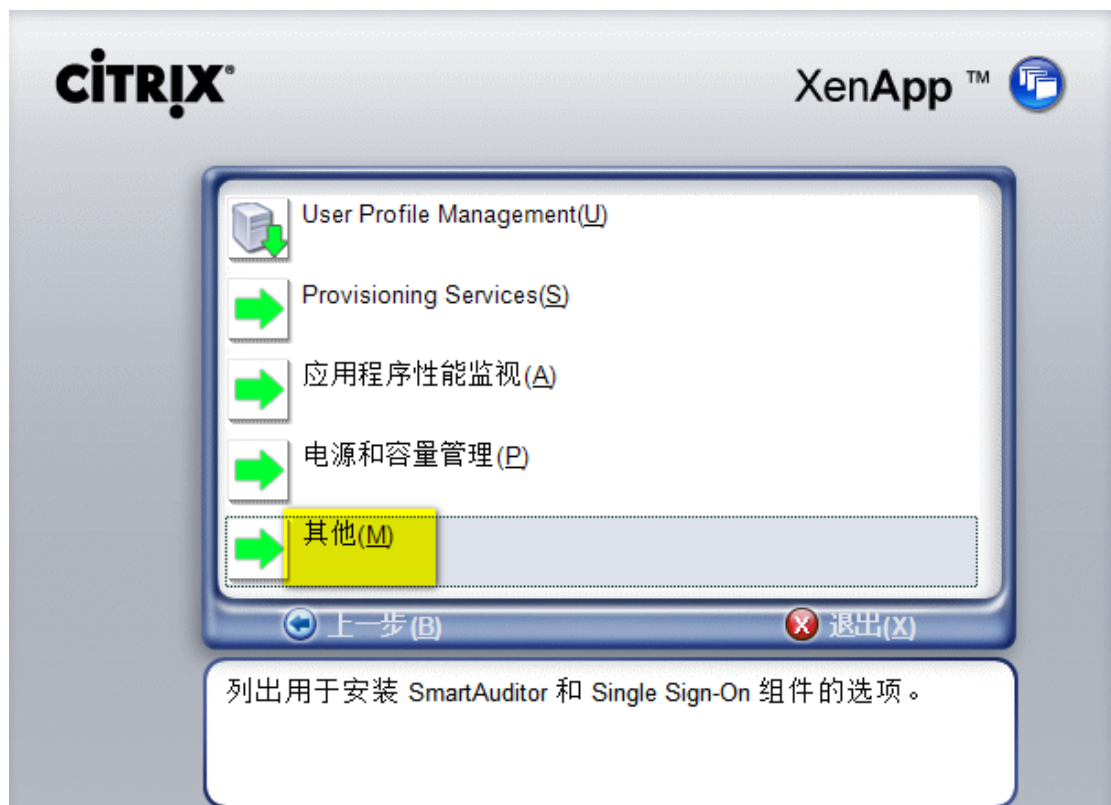 CİTRIX®
XenApp ™
User Profile Management(U)
Provisioning Services(S)
应用程序性能监视(A)
电源和容量管理(P)
其他(M)
上一步(B)
退出(X)
列出用于安装 SmartAuditor 和 Single Sign-On 组件的选项。